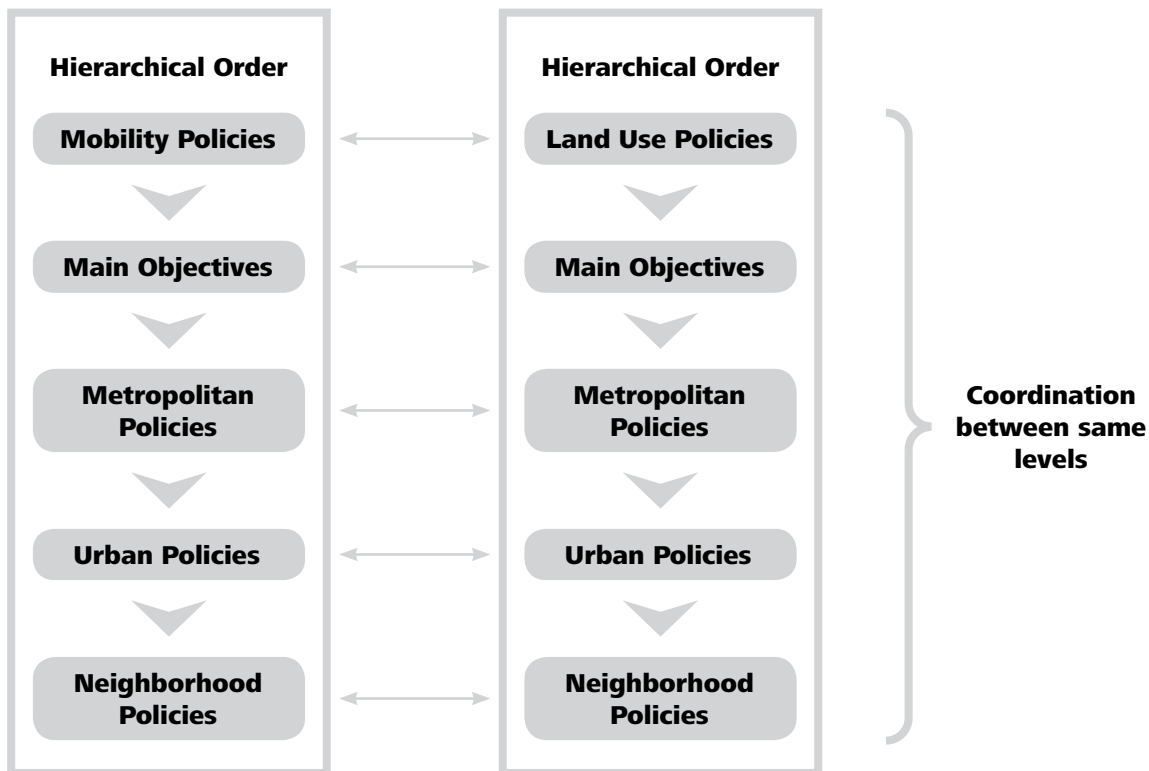 Hierarchical Order
Mobility Policies
Main Objectives
Metropolitan
Policies
Urban Policies
Neighborhood
Policies
Hierarchical Order
Land Use Policies
Main Objectives
Metropolitan
Policies
Urban Policies
Neighborhood
Policies
Coordination
between same
levels